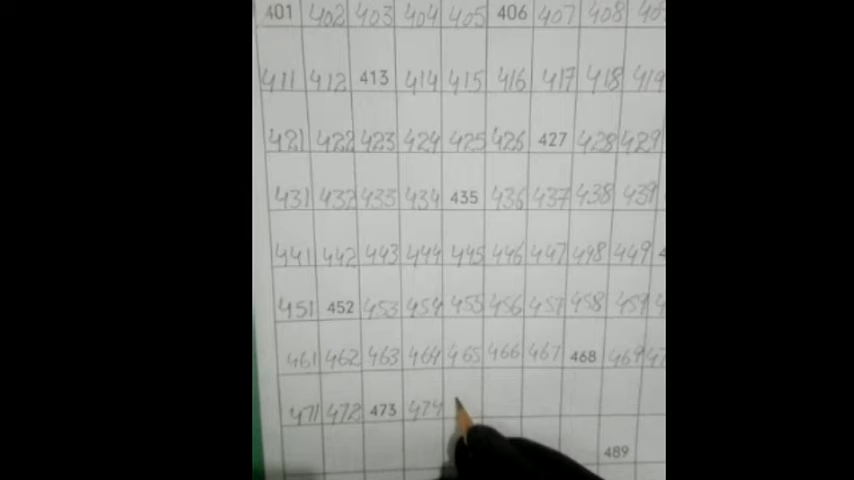 401 402 403 404 405 406 407 408
411 412 413 414 415 416 417 418 419
421 422 423 424 425 426 427 428 429
431 432 433 434 435 436 437 438 439
441 442 443 444 445 446 447 448 449
451 452 453 454 455 456 457 458 459
461 462 463 464 465 466 467 468 469
471 472 473 474
489